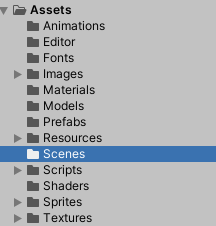 Assets
Animations
Editor
Fonts
Images
Materials
Models
Prefabs
Resources
Scenes
Scripts
Shaders
Sprites
Textures